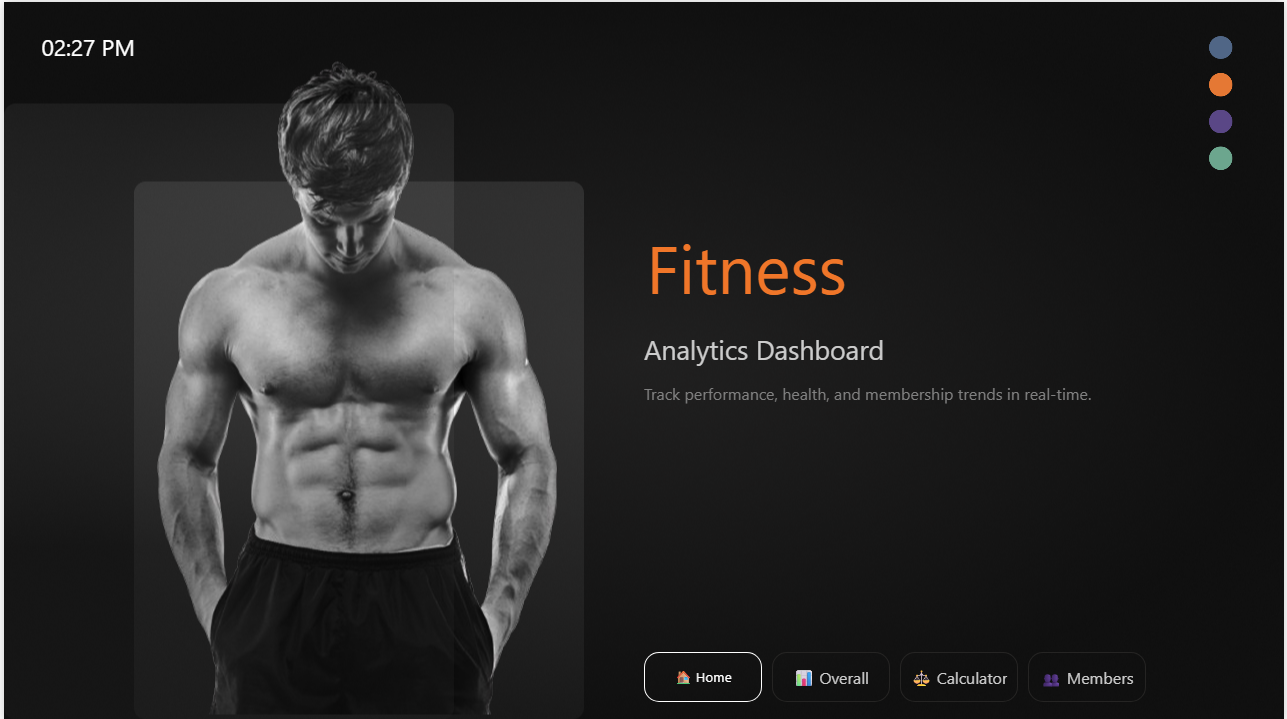 02:27 PM
Fitness
Analytics Dashboard
Track performance, health, and membership trends in real-time.
Home
Overall
Calculator
Members